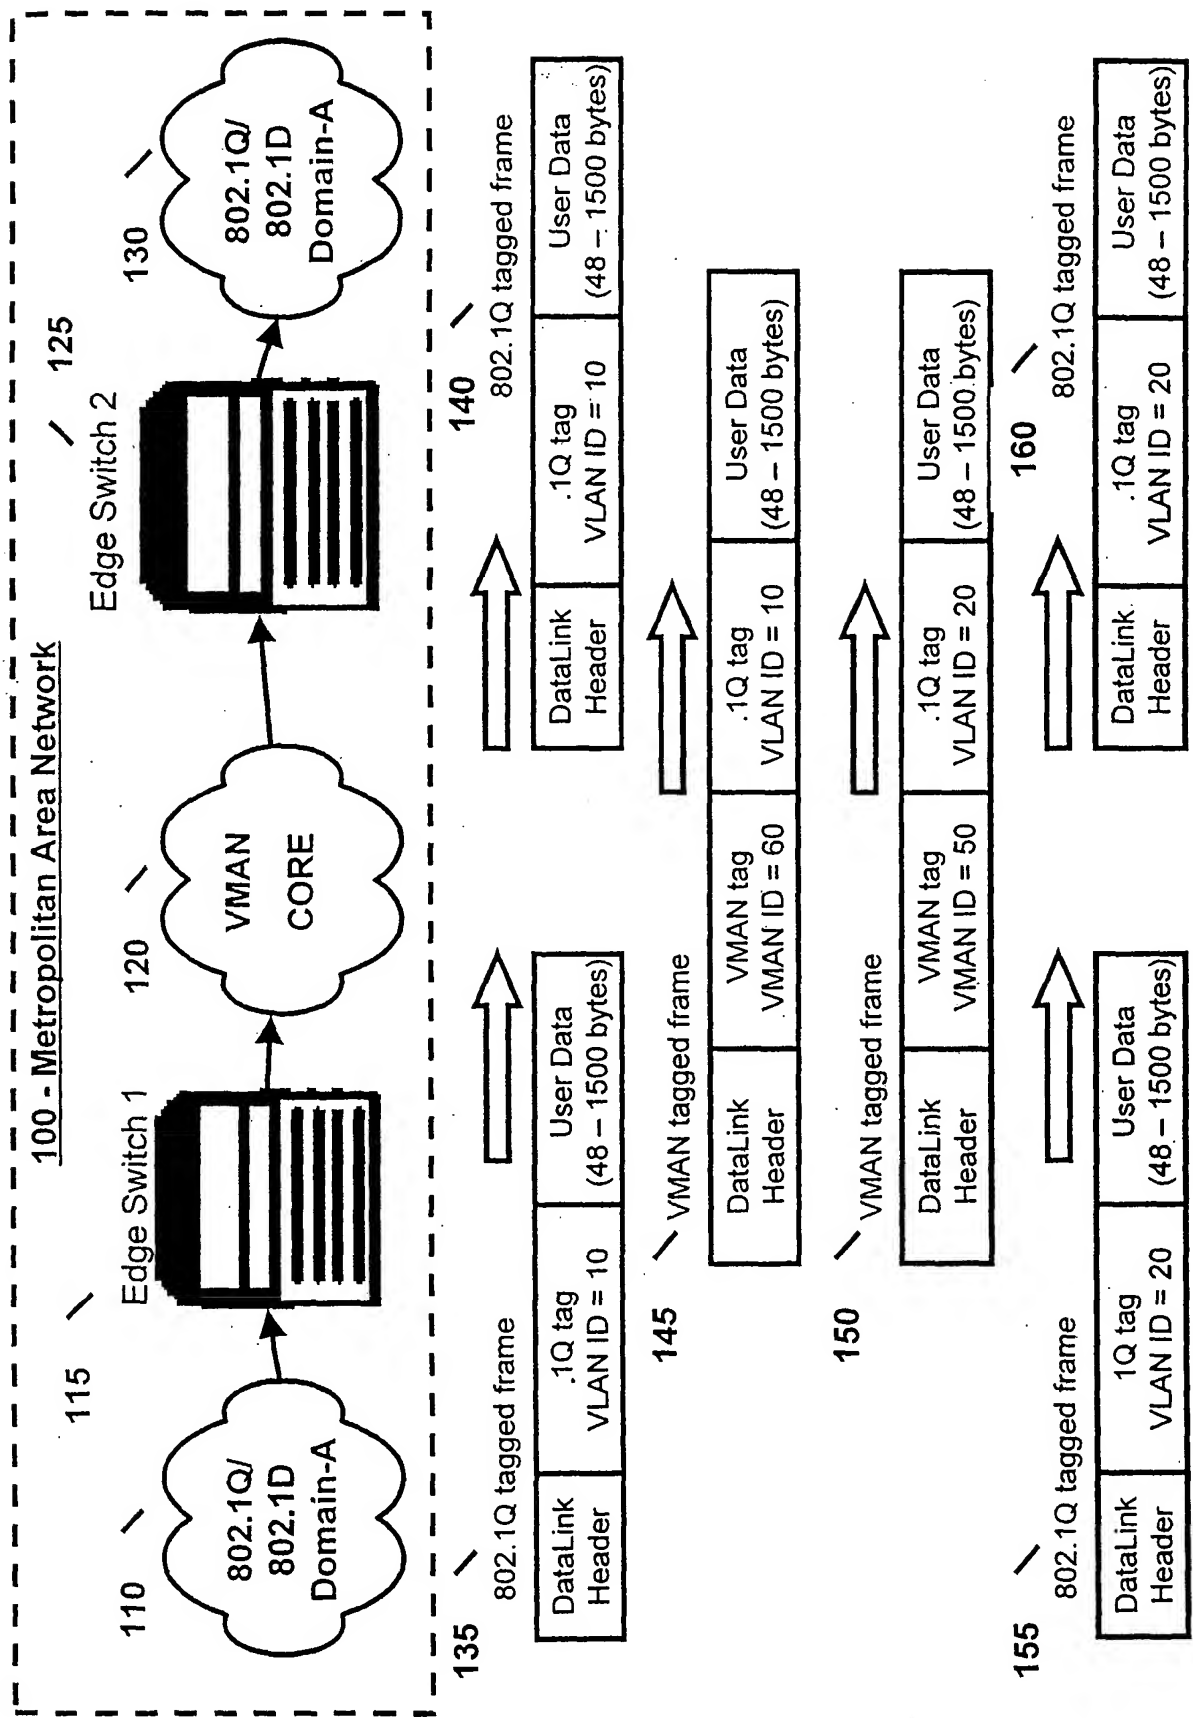 100 - Metropolitan Area Network
110
802.1Q/
802.1D
Domain-A
115
Edge Switch 1
120
VMAN
CORE
125
Edge Switch 2
130
802.1Q/
802.1D
Domain-A
135
802.1Q tagged frame
DataLink
Header
.1Q tag
VLAN ID = 10
User Data
(48 – 1500 bytes)
140
802.1Q tagged frame
DataLink
Header
.1Q tag
VLAN ID = 10
User Data
(48 – 1500 bytes)
145
VMAN tagged frame
DataLink
Header
VMAN tag
VMAN ID = 60
.1Q tag
VLAN ID = 10
User Data
(48 – 1500 bytes)
150
VMAN tagged frame
DataLink
Header
VMAN tag
VMAN ID = 50
.1Q tag
VLAN ID = 20
User Data
(48 – 1500 bytes)
155
802.1Q tagged frame
DataLink
Header
1Q tag
VLAN ID = 20
User Data
(48 – 1500 bytes)
160
802.1Q tagged frame
DataLink
Header
.1Q tag
VLAN ID = 20
User Data
(48 – 1500 bytes)